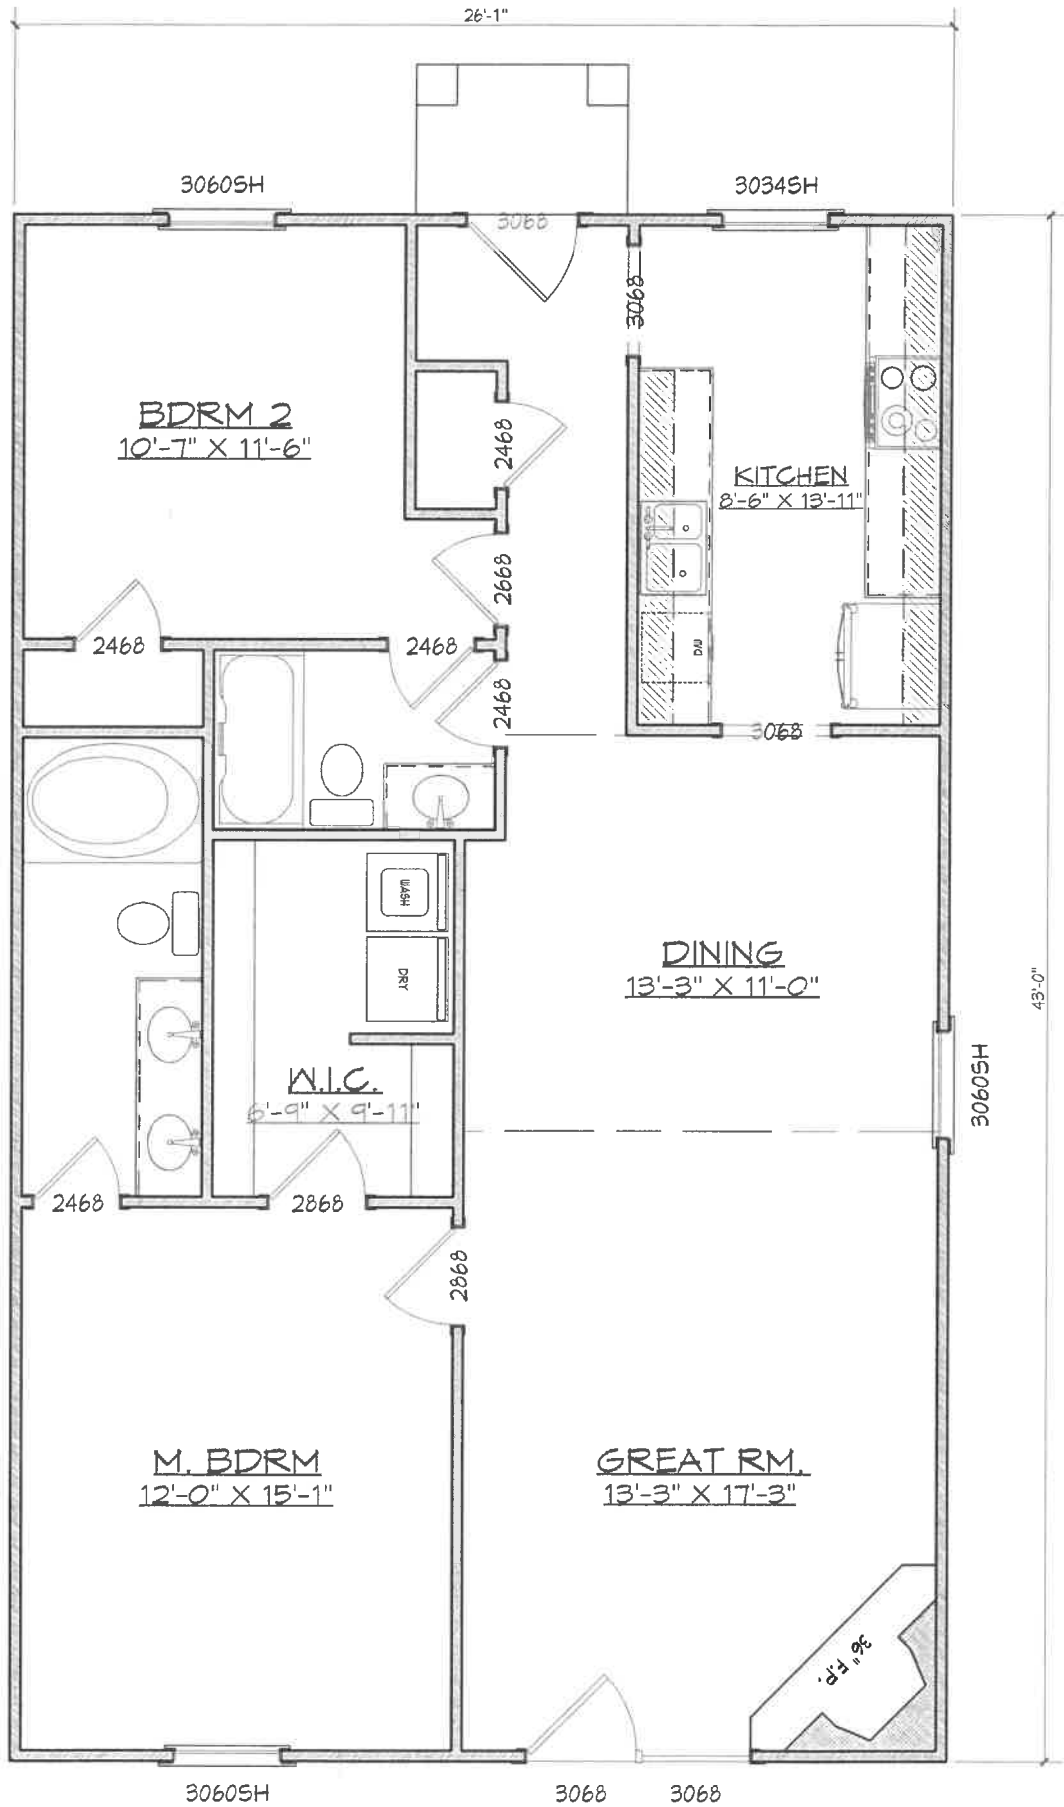 26'-1"
3060SH
3034SH
3068
3068
BDRM 2
10'-7" X 11'-6"
2468
KITCHEN
8'-6" X 13'-11"
2668
2468
2468
DW
2468
3068
WASH
DINING
13'-3" X 11'-0"
DRY
43'-0"
3060SH
W.I.C.
6'-9" X 9'-11"
2468
2868
2868
M. BDRM
12'-0" X 15'-1"
GREAT RM.
13'-3" X 17'-3"
36" F.P.
3060SH
3068
3068